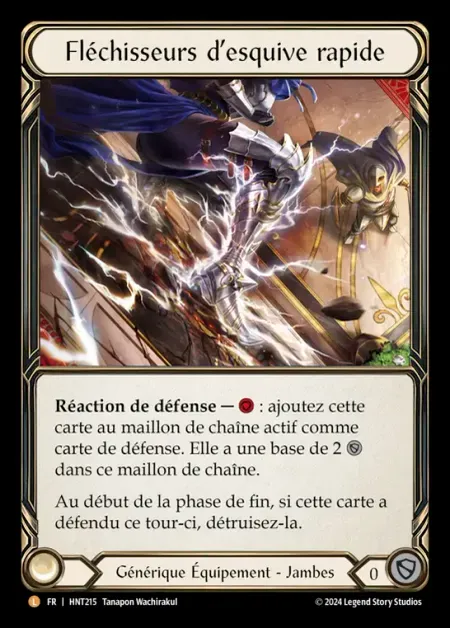 Fléchisseurs d'esquive rapide
Réaction de défense — : ajoutez cette
carte au maillon de chaîne actif comme
carte de défense. Elle a une base de 2
dans ce maillon de chaîne.
Au début de la phase de fin, si cette carte a
défendu ce tour-ci, détruisez-la.
Générique Équipement - Jambes
0
L FR | HNT215 Tanapon Wachirakul
© 2024 Legend Story Studios